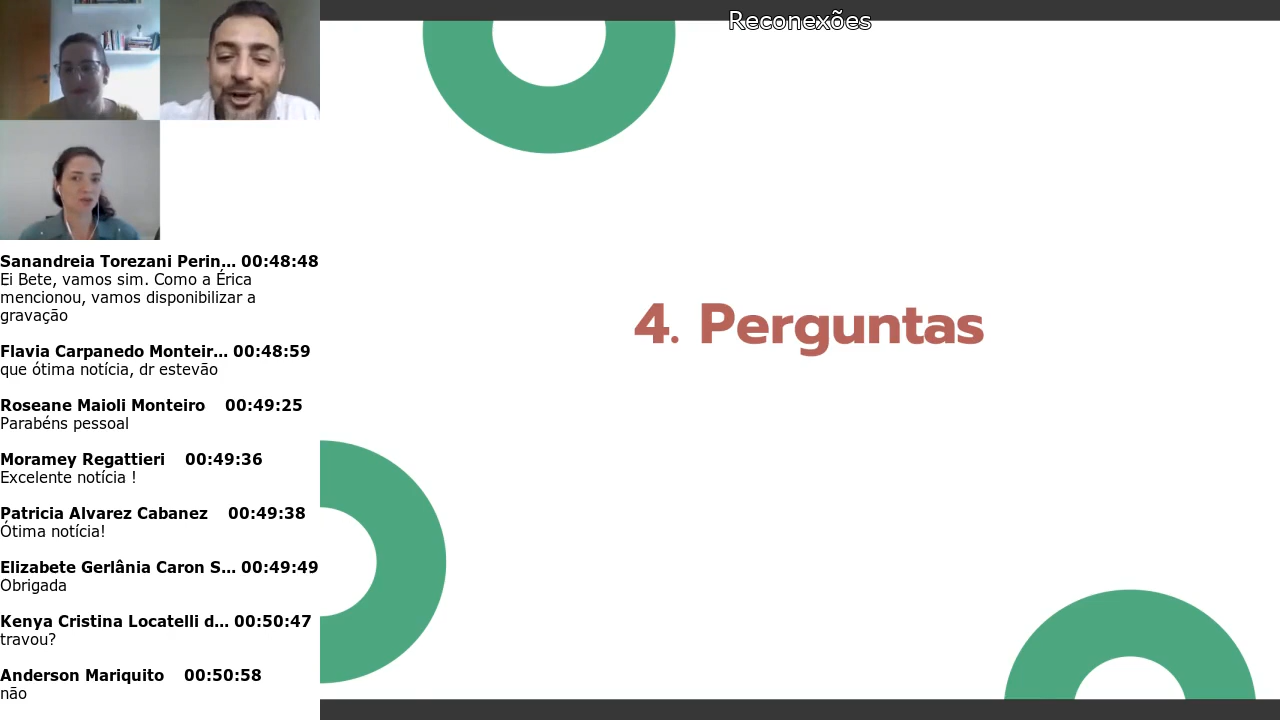 Reconexões
4. Perguntas
Sanandreia Torezani Perin... 00:48:48
Ei Bete, vamos sim. Como a Érica
mencionou, vamos disponibilizar a
gravação
Flavia Carpanedo Monteir... 00:48:59
que ótima notícia, dr estevão
Roseane Maioli Monteiro 00:49:25
Parabéns pessoal
Moramey Regattieri 00:49:36
Excelente notícia !
Patricia Alvarez Cabanez 00:49:38
Ótima notícia!
Elizabete Gerlânia Caron S... 00:49:49
Obrigada
Kenya Cristina Locatelli d... 00:50:47
travou?
Anderson Mariquito 00:50:58
não